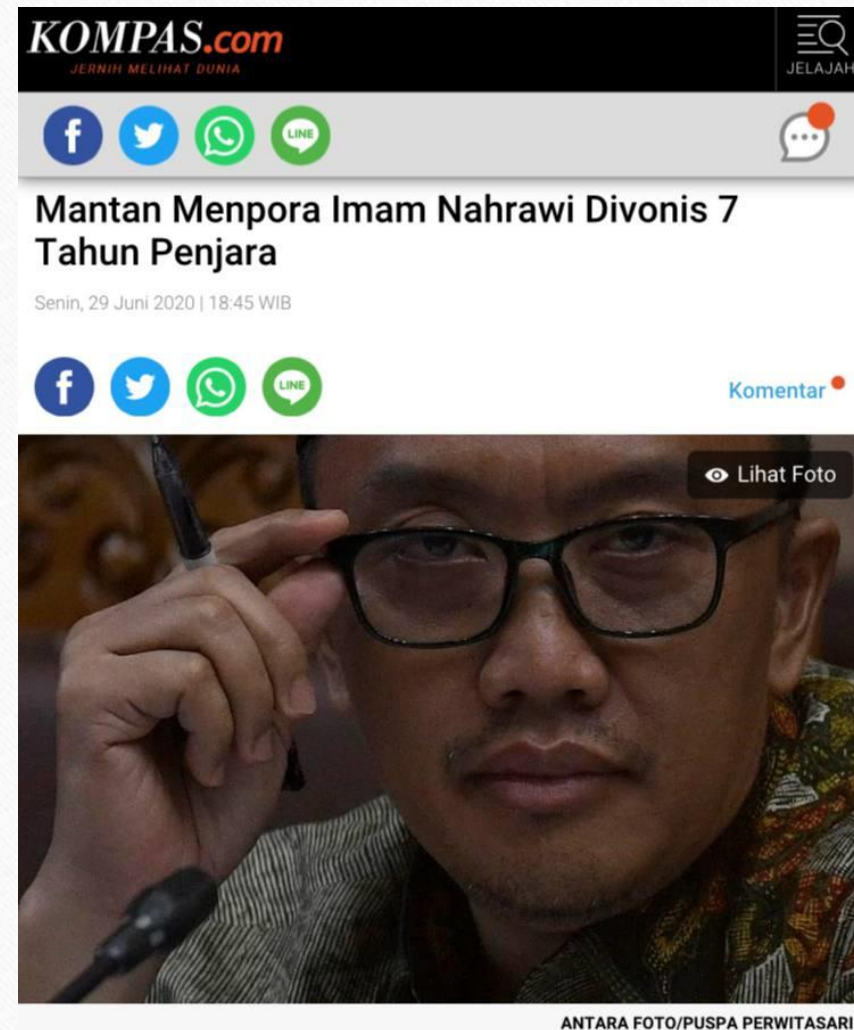 KOMPAS.com
JERNIH MELIHAT DUNIA
JELAJAH
f
LINE
Mantan Menpora Imam Nahrawi Divonis 7
Tahun Penjara
Senin, 29 Juni 2020 | 18:45 WIB
f
LINE
Komentar
Lihat Foto
ANTARA FOTO/PUSPA PERWITASARI